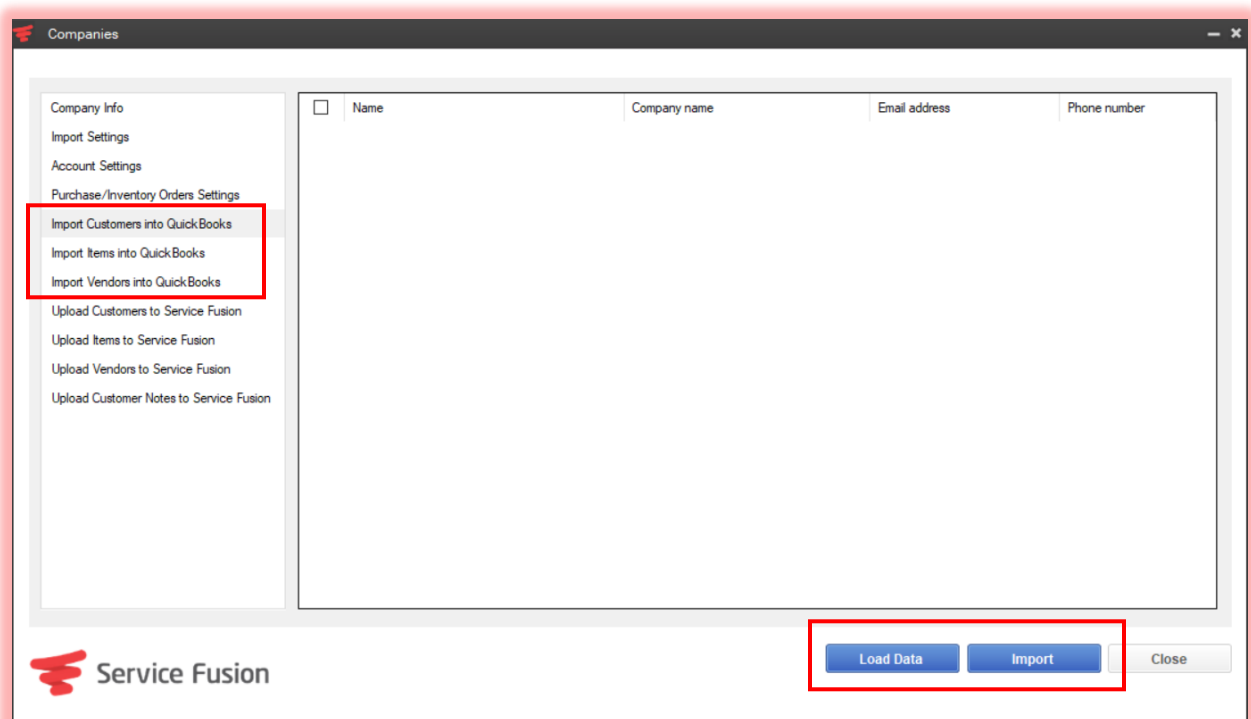 Companies
Company Info
Import Settings
Account Settings
Purchase/Inventory Orders Settings
Import Customers into QuickBooks
Import Items into QuickBooks
Import Vendors into QuickBooks
Upload Customers to Service Fusion
Upload Items to Service Fusion
Upload Vendors to Service Fusion
Upload Customer Notes to Service Fusion
Name Company name Email address Phone number
Service Fusion
Load Data Import Close